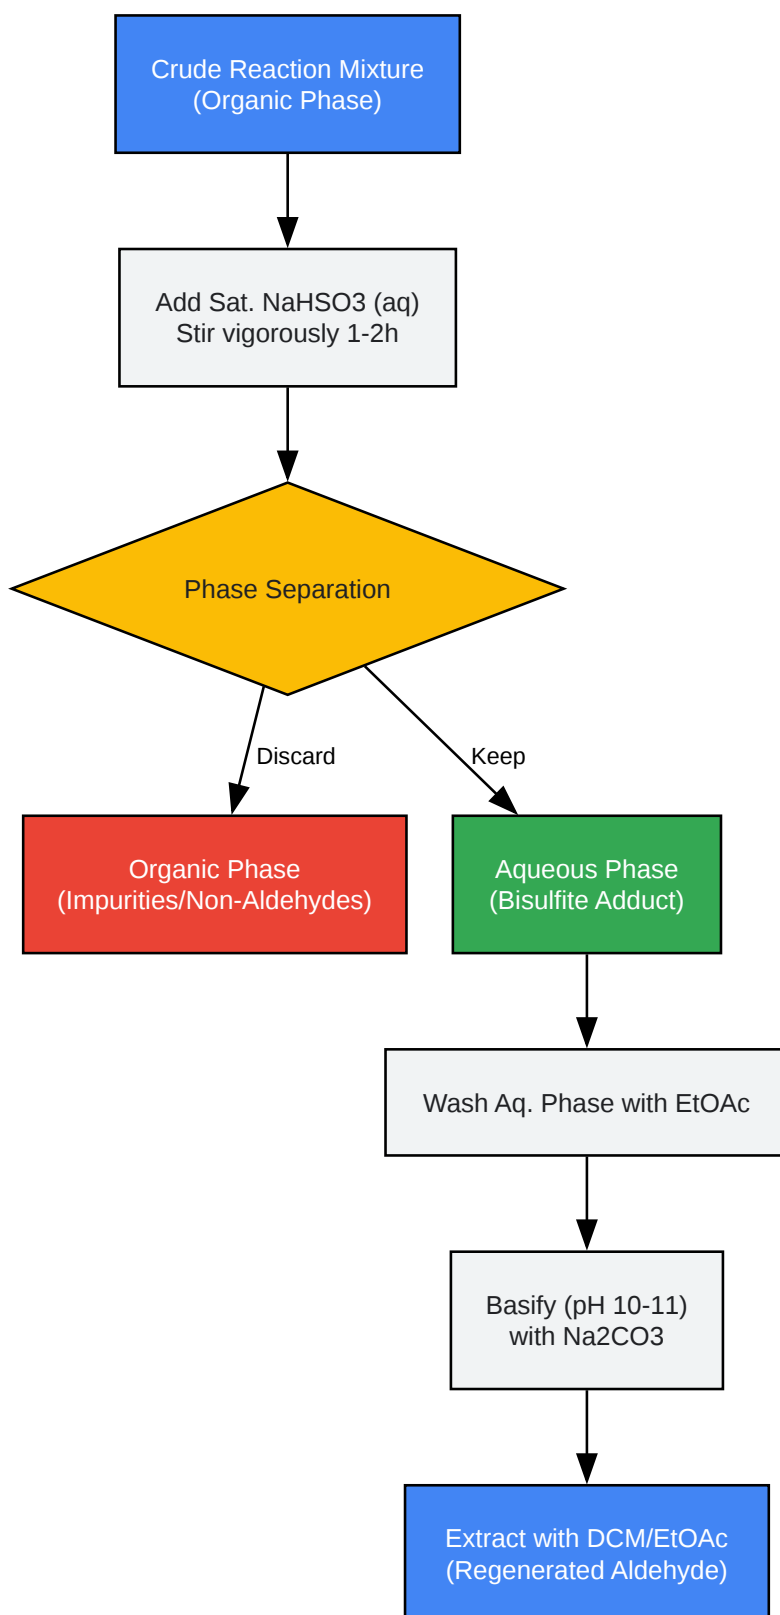 Crude Reaction Mixture
(Organic Phase)
Add Sat. NaHSO3 (aq)
Stir vigorously 1-2h
Phase Separation
Discard
Keep
Organic Phase
(Impurities/Non-Aldehydes)
Aqueous Phase
(Bisulfite Adduct)
Wash Aq. Phase with EtOAc
Basify (pH 10-11)
with Na2CO3
Extract with DCM/EtOAc
(Regenerated Aldehyde)